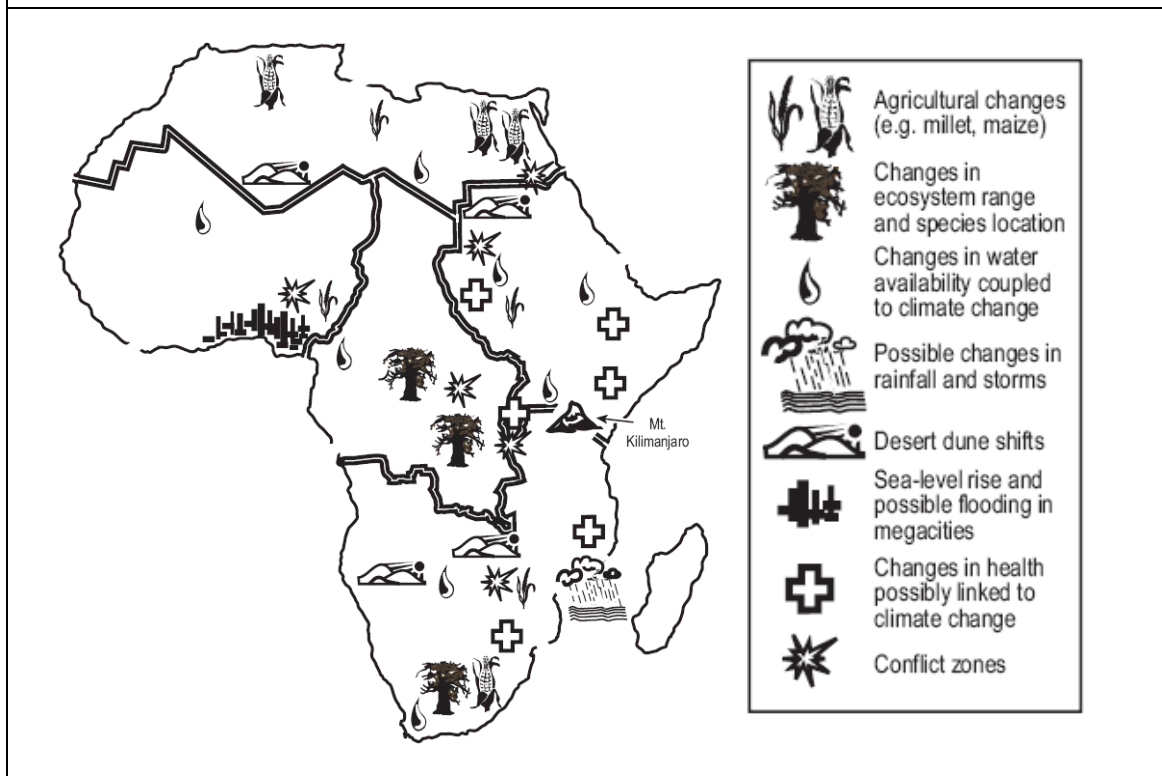 Mt.
Kilimanjaro
Agricultural changes
(e.g. millet, maize)
Changes in
ecosystem range
and species location
Changes in water
availability coupled
to climate change
Possible changes in
rainfall and storms
Desert dune shifts
Sea-level rise and
possible flooding in
megacities
Changes in health
possibly linked to
climate change
Conflict zones